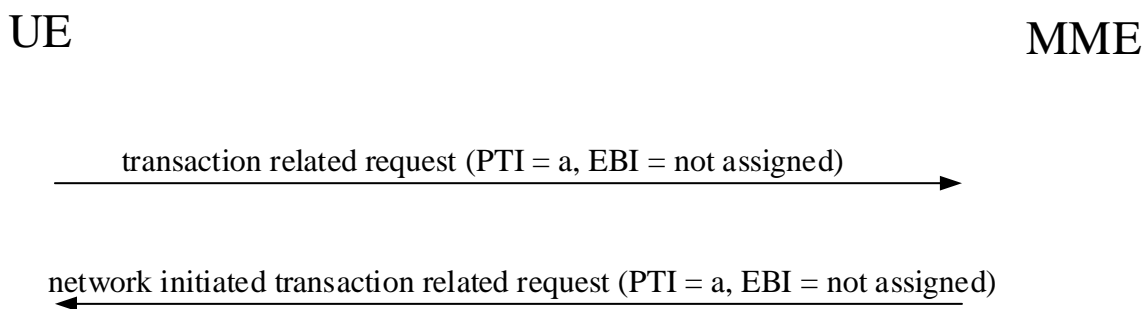 UE
MME
transaction related request (PTI = a, EBI = not assigned)
network initiated transaction related request (PTI = a, EBI = not assigned)